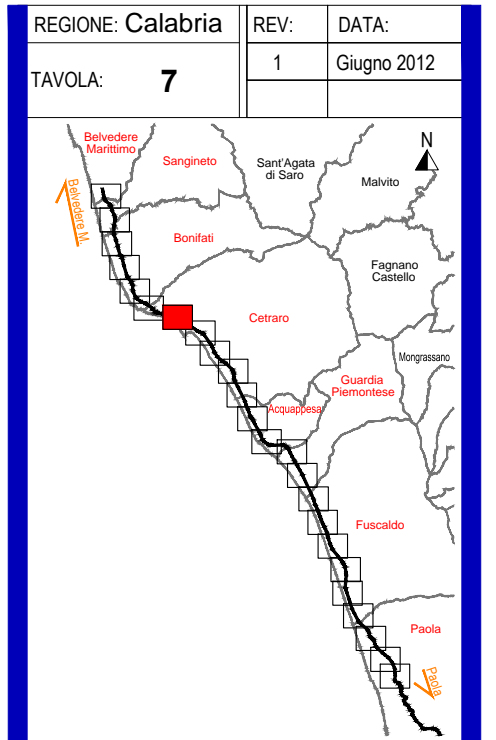 REGIONE: Calabria
REV:
DATA:
TAVOLA: 7
1
Giugno 2012
N
Belvedere
Marittimo
Sangineto
Sant'Agata
di Saro
Malvito
Belvedere M.
Bonifati
Fagnano
Castello
Cetraro
Mongrassano
Guardia
Piemontese
Acquappesa
Fuscaldo
Paola
Paola